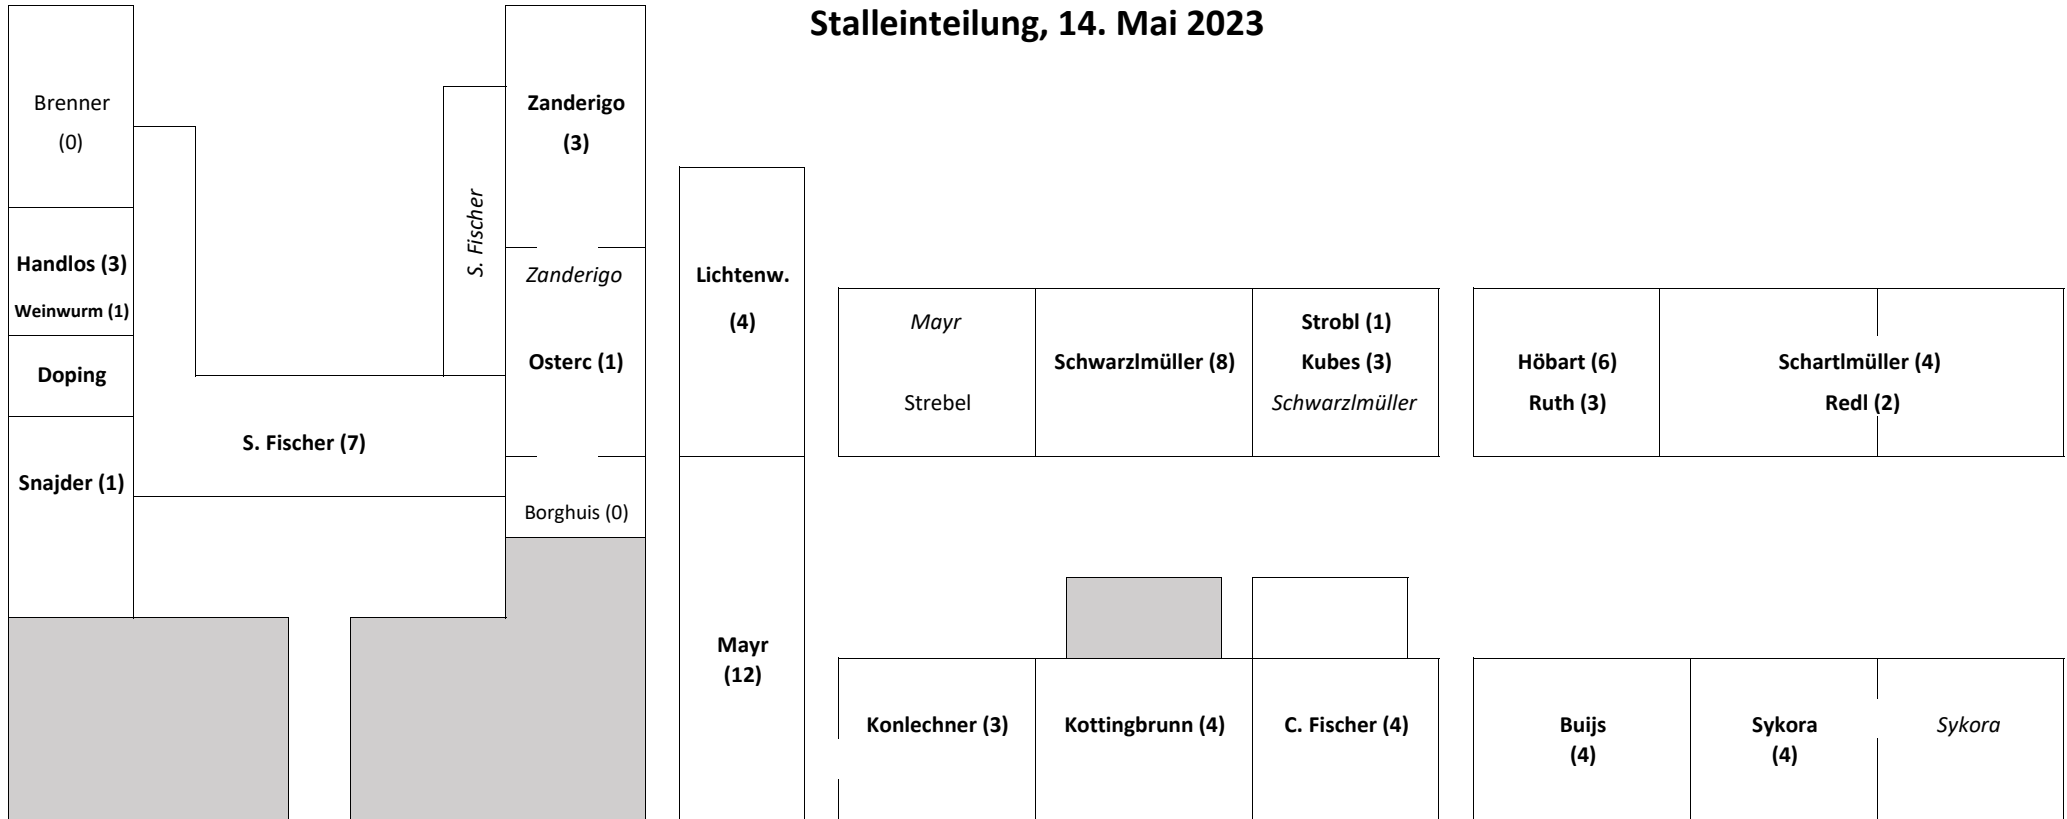 Stalleinteilung, 14. Mai 2023
Brenner
(0)
Handlos (3)
Weinwurm (1)
Doping
Snajder (1)
S. Fischer (7)
S. Fischer
Zanderigo
(3)
Zanderigo
Osterc (1)
Borghuis (0)
Lichtenw.
(4)
Mayr
(12)
Mayr
Strebel
Schwarzlmüller (8)
Strobl (1)
Kubes (3)
Schwarzlmüller
Höbart (6)
Ruth (3)
Schartlmüller (4)
Redl (2)
Konlechner (3)
Kottingbrunn (4)
C. Fischer (4)
Buijs
(4)
Sykora
(4)
Sykora